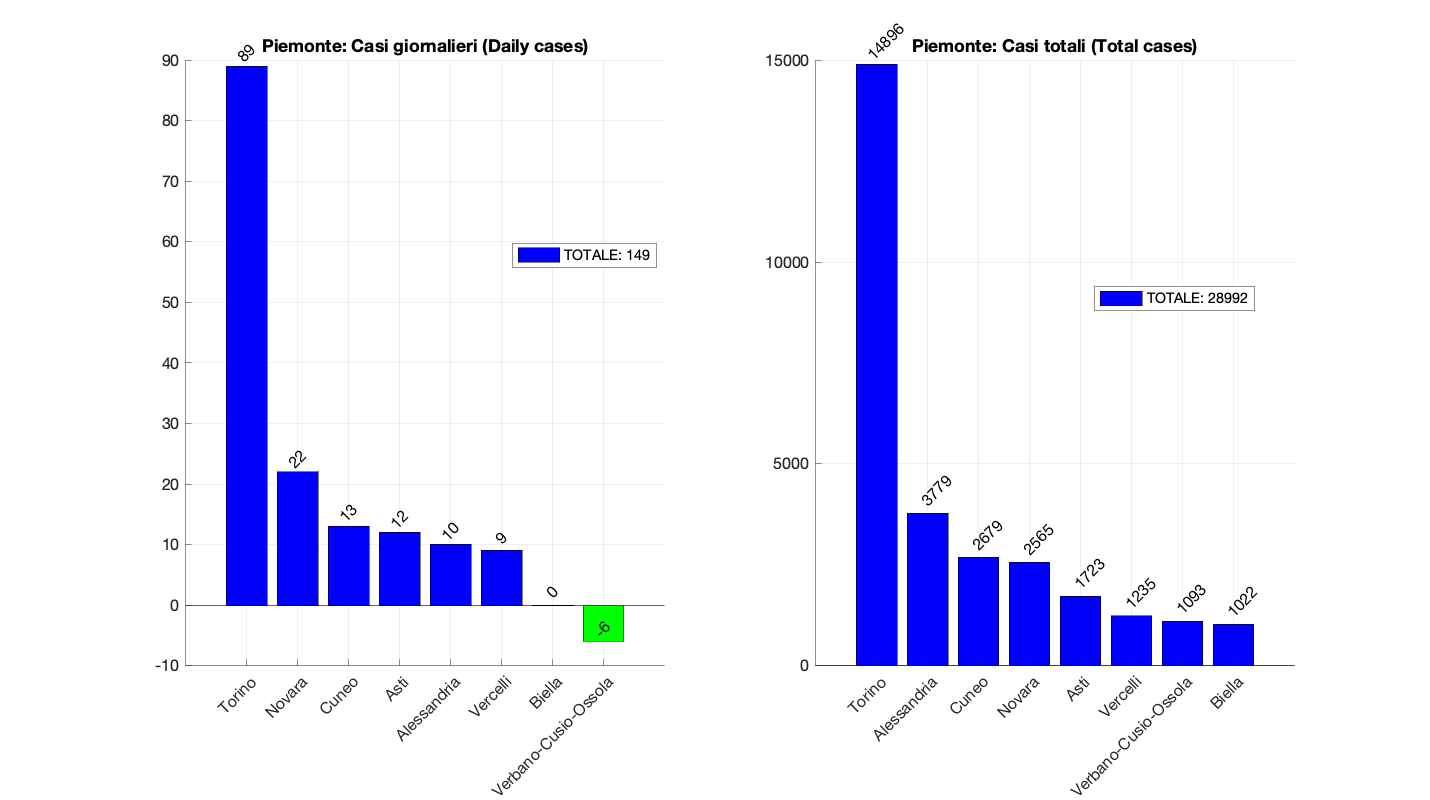 Piemonte: Casi giornalieri (Daily cases)
90
80
70
60
50
40
30
20
10
0
-10
89
22
13
12
10
9
0
-6
TOTALE: 149
Torino
Novara
Cuneo
Asti
Alessandria
Vercelli
Biella
Verbano-Cusio-Ossola
Piemonte: Casi totali (Total cases)
15000
10000
5000
0
14896
3779
2679
2565
1723
1235
1093
1022
TOTALE: 28992
Torino
Alessandria
Cuneo
Novara
Asti
Vercelli
Verbano-Cusio-Ossola
Biella